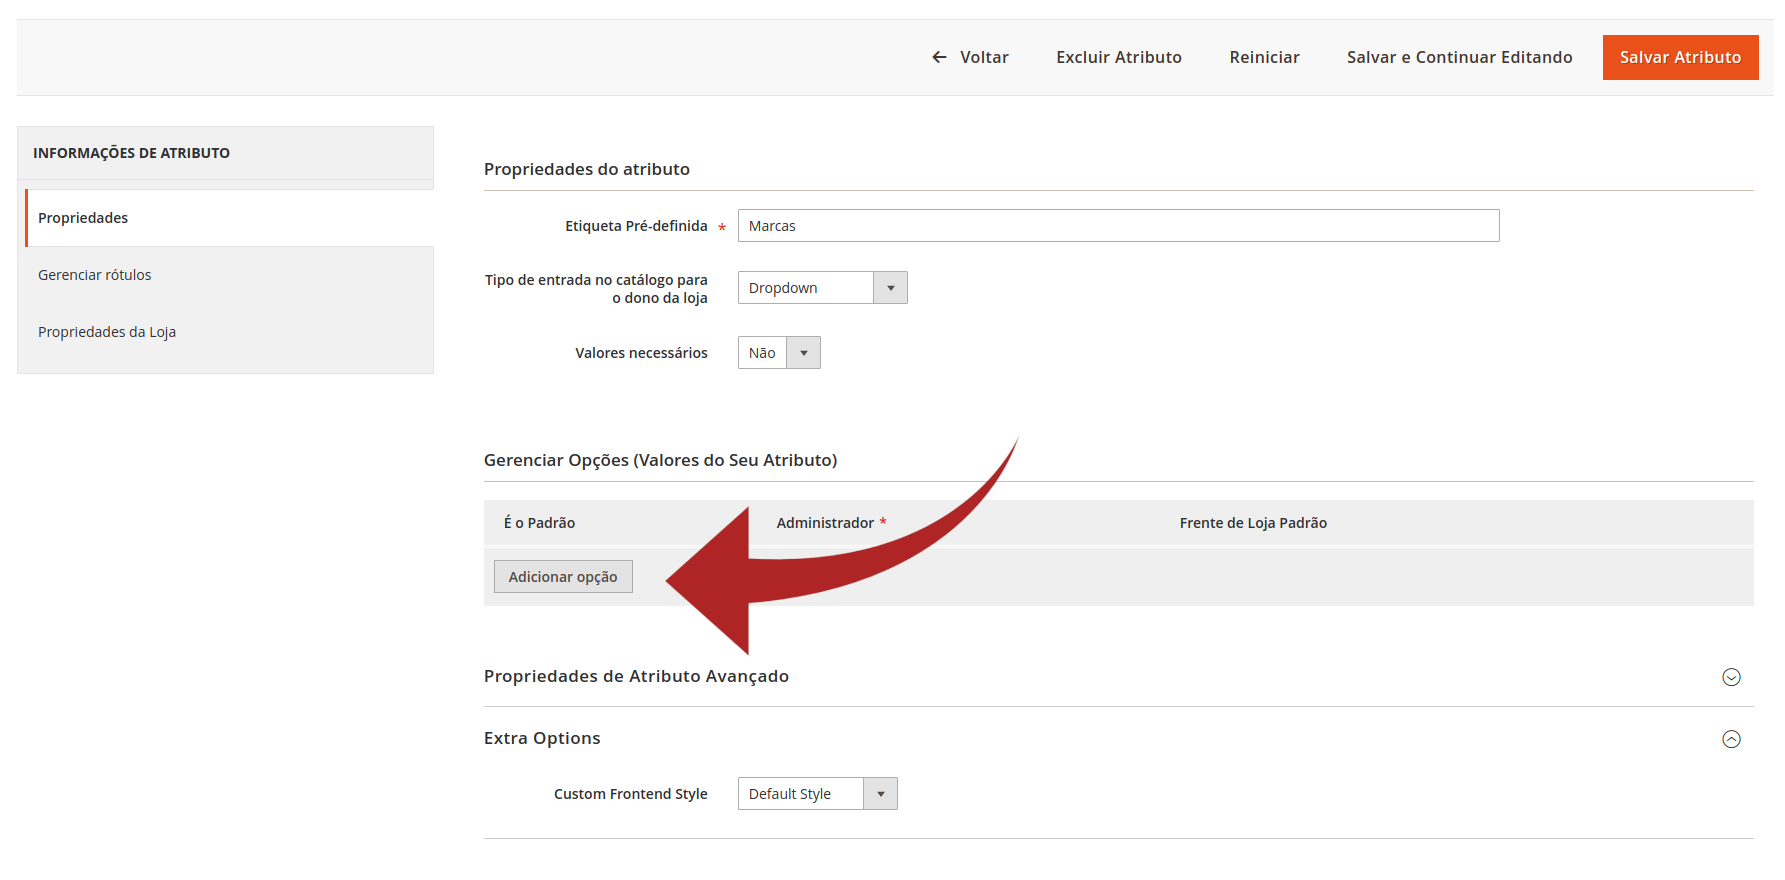 Voltar
Excluir Atributo
Reiniciar
Salvar e Continuar Editando
Salvar Atributo
INFORMAÇÕES DE ATRIBUTO
Propriedades
Gerenciar rótulos
Propriedades da Loja
Propriedades do atributo
Etiqueta Pré-definida *
Marcas
Tipo de entrada no catálogo para
o dono da loja
Dropdown
Valores necessários
Não
Gerenciar Opções (Valores do Seu Atributo)
É o Padrão
Administrador *
Frente de Loja Padrão
Adicionar opção
Propriedades de Atributo Avançado
Extra Options
Custom Frontend Style
Default Style